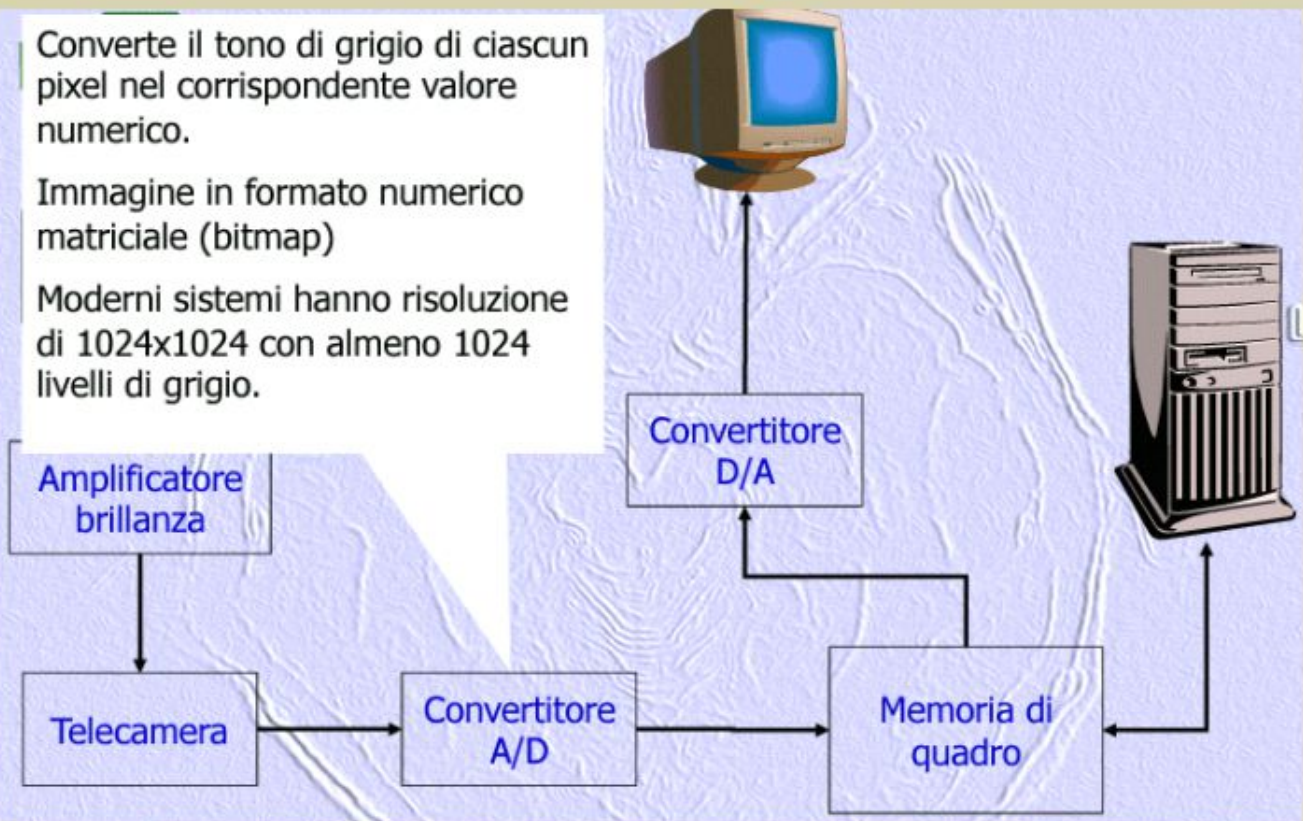 Converte il tono di grigio di ciascun
pixel nel corrispondente valore
numerico.
Immagine in formato numerico
matriciale (bitmap)
Moderni sistemi hanno risoluzione
di 1024x1024 con almeno 1024
livelli di grigio.
Amplificatore
brillanza
Convertitore
D/A
Telecamera
Convertitore
A/D
Memoria di
quadro